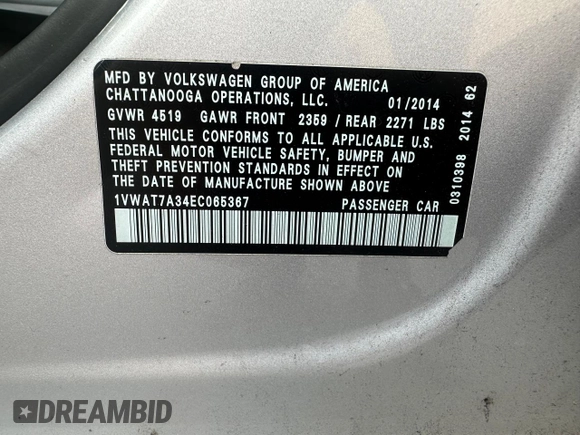 MFD BY VOLKSWAGEN GROUP OF AMERICA
CHATTANOOGA OPERATIONS, LLC. 01/2014
GVWR 4519 GAWR FRONT 2359 / REAR 2271 LBS
THIS VEHICLE CONFORMS TO ALL APPLICABLE U.S.
FEDERAL MOTOR VEHICLE SAFETY, BUMPER AND
THEFT PREVENTION STANDARDS IN EFFECT ON
THE DATE OF MANUFACTURE SHOWN ABOVE
1VWAT7A34EC065367 PASSENGER CAR
0310398 2014 62
DREAMBID